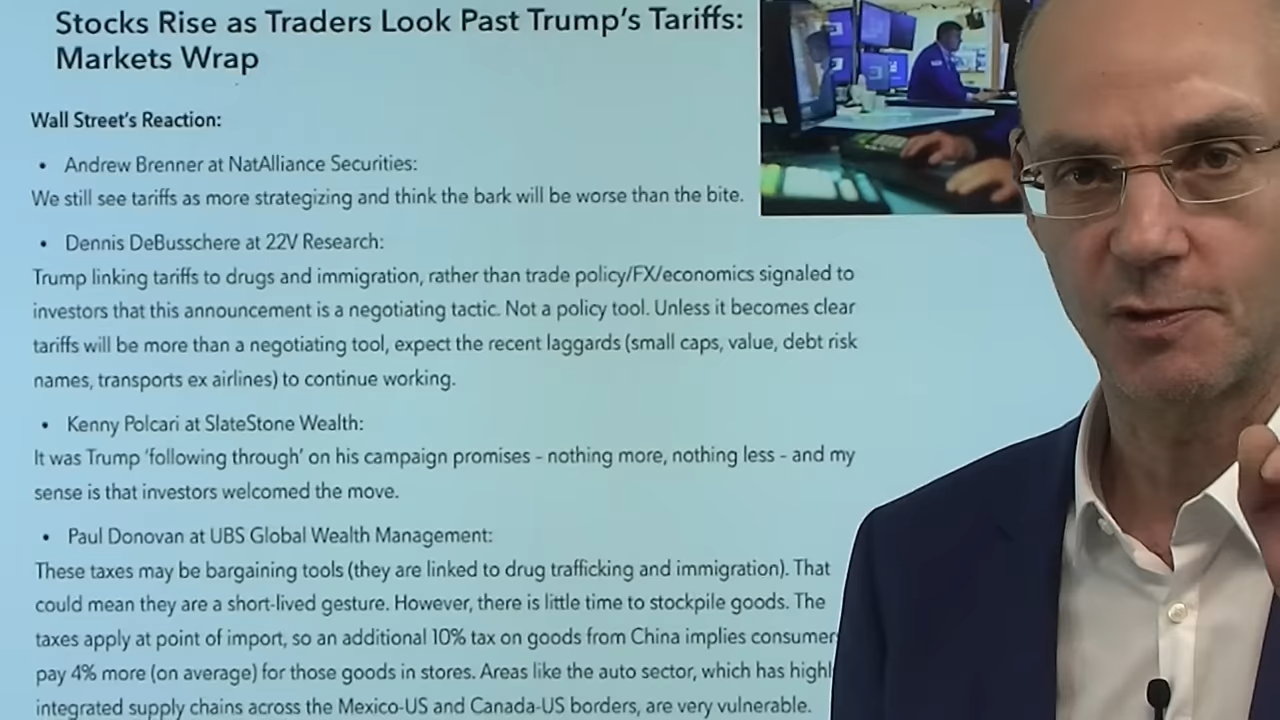 Stocks Rise as Traders Look Past Trump's Tariffs:
Markets Wrap
Wall Street's Reaction:
• Andrew Brenner at NatAlliance Securities:
We still see tariffs as more strategizing and think the bark will be worse than the bite.
• Dennis DeBusschere at 22V Research:
Trump linking tariffs to drugs and immigration, rather than trade policy/FX/economics signaled to
investors that this announcement is a negotiating tactic. Not a policy tool. Unless it becomes clear
tariffs will be more than a negotiating tool, expect the recent laggards (small caps, value, debt risk
names, transports ex airlines) to continue working.
• Kenny Polcari at SlateStone Wealth:
It was Trump 'following through' on his campaign promises – nothing more, nothing less – and my
sense is that investors welcomed the move.
• Paul Donovan at UBS Global Wealth Management:
These taxes may be bargaining tools (they are linked to drug trafficking and immigration). That
could mean they are a short-lived gesture. However, there is little time to stockpile goods. The
taxes apply at point of import, so an additional 10% tax on goods from China implies consumer
pay 4% more (on average) for those goods in stores. Areas like the auto sector, which has highl
integrated supply chains across the Mexico-US and Canada-US borders, are very vulnerable.